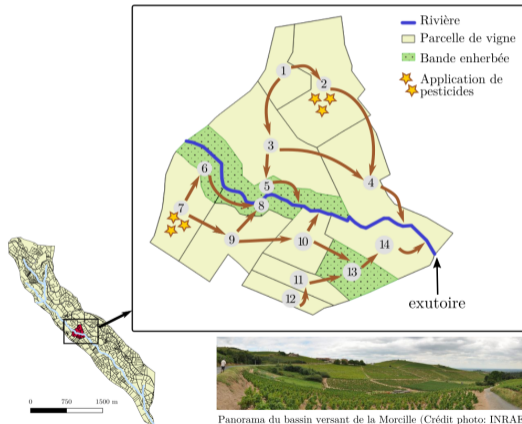 Rivière
Parcelle de vigne
Bande enherbée
Application de
pesticides
1
2
3
4
5
6
7
8
9
10
11
12
13
14
exutoire
0 750 1500 m
Panorama du bassin versant de la Morcille (Crédit photo: INRAE